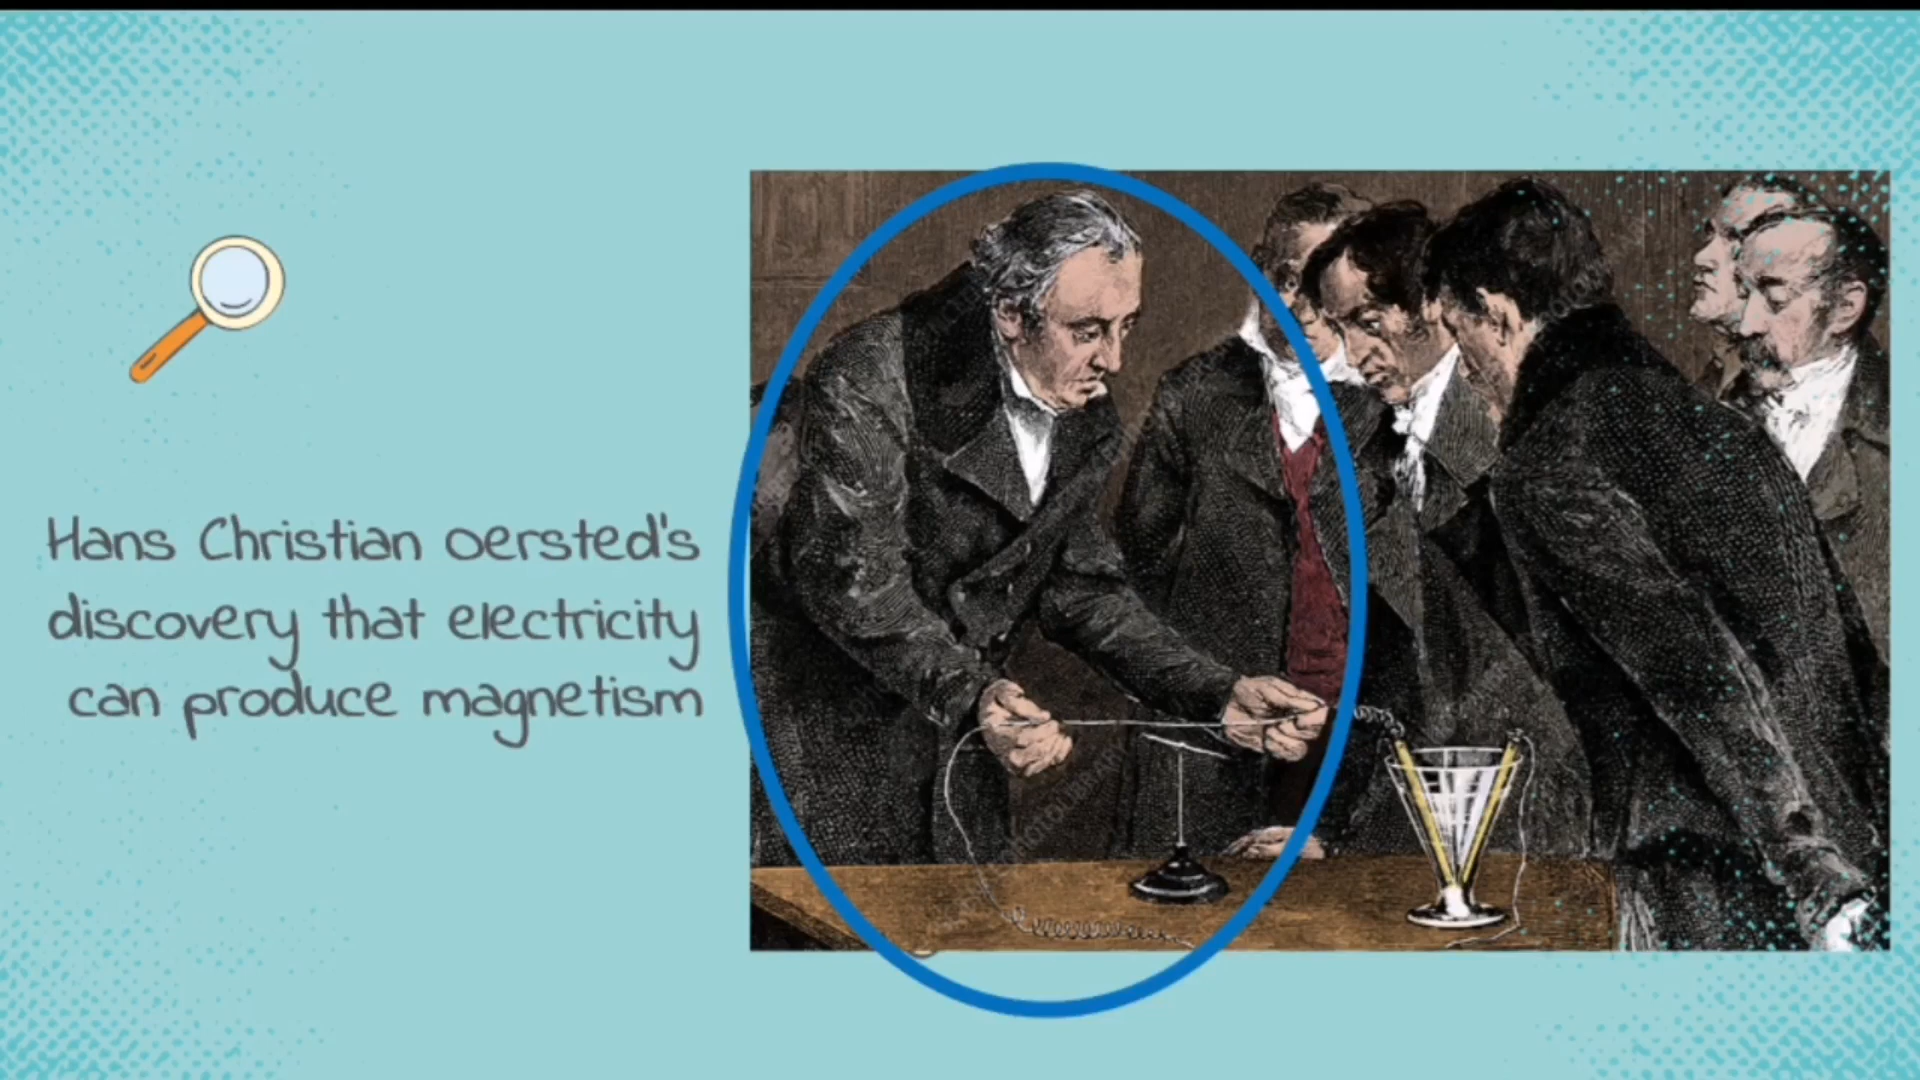 Hans Christian Oersted's
discovery that electricity
can produce magnetism